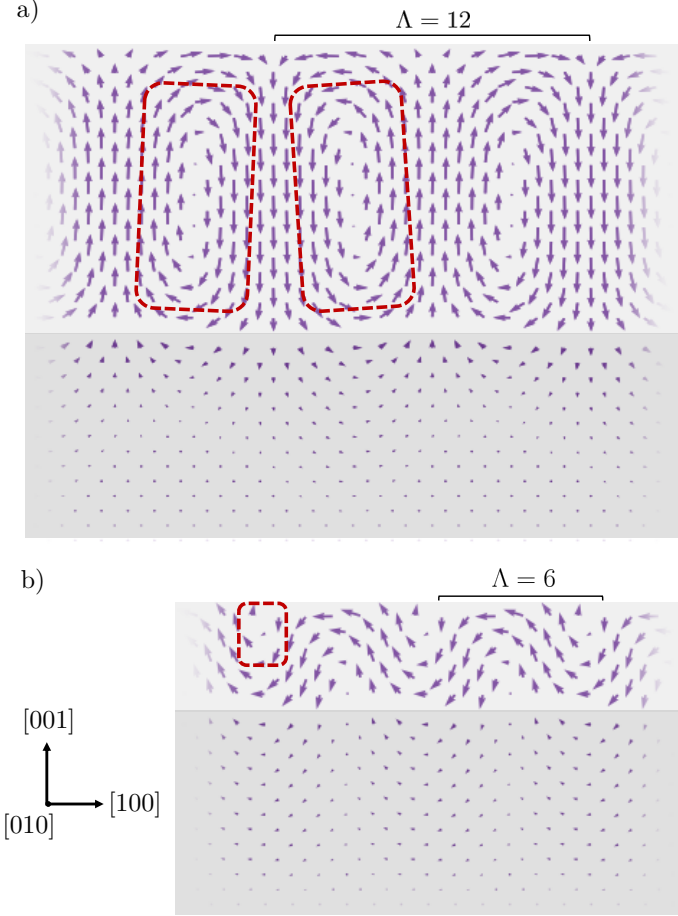 a)
Λ = 12
b)
Λ = 6
[001]
[100]
[010]